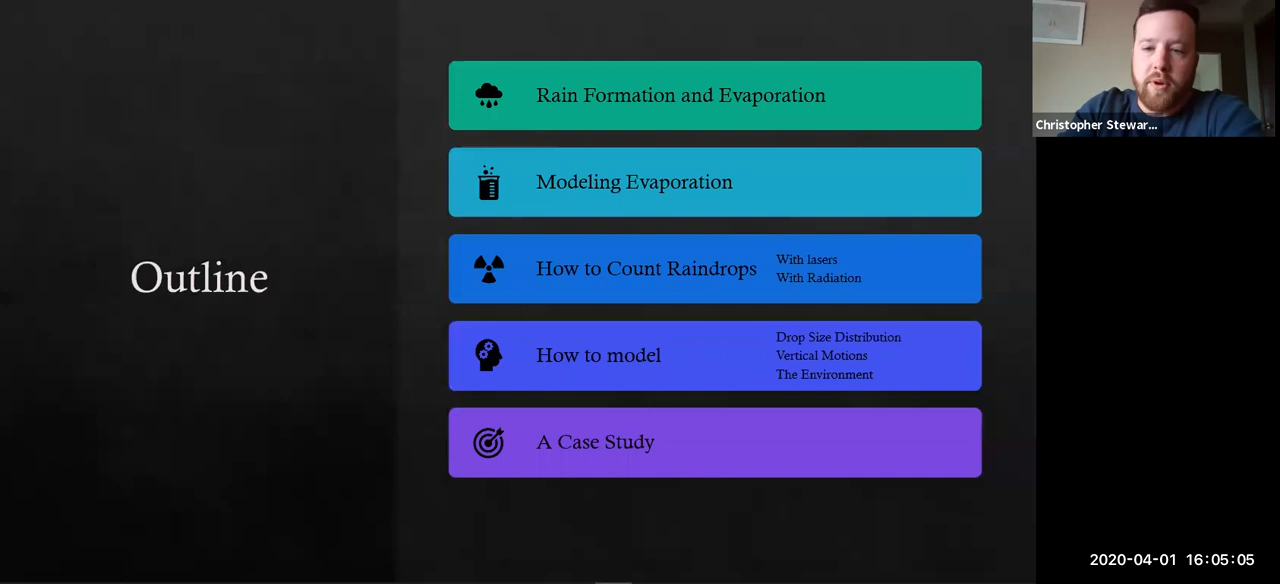 Outline
Rain Formation and Evaporation
Modeling Evaporation
How to Count Raindrops
With lasers
With Radiation
How to model
Drop Size Distribution
Vertical Motions
The Environment
A Case Study
Christopher Stewar...
2020-04-01 16:05:05